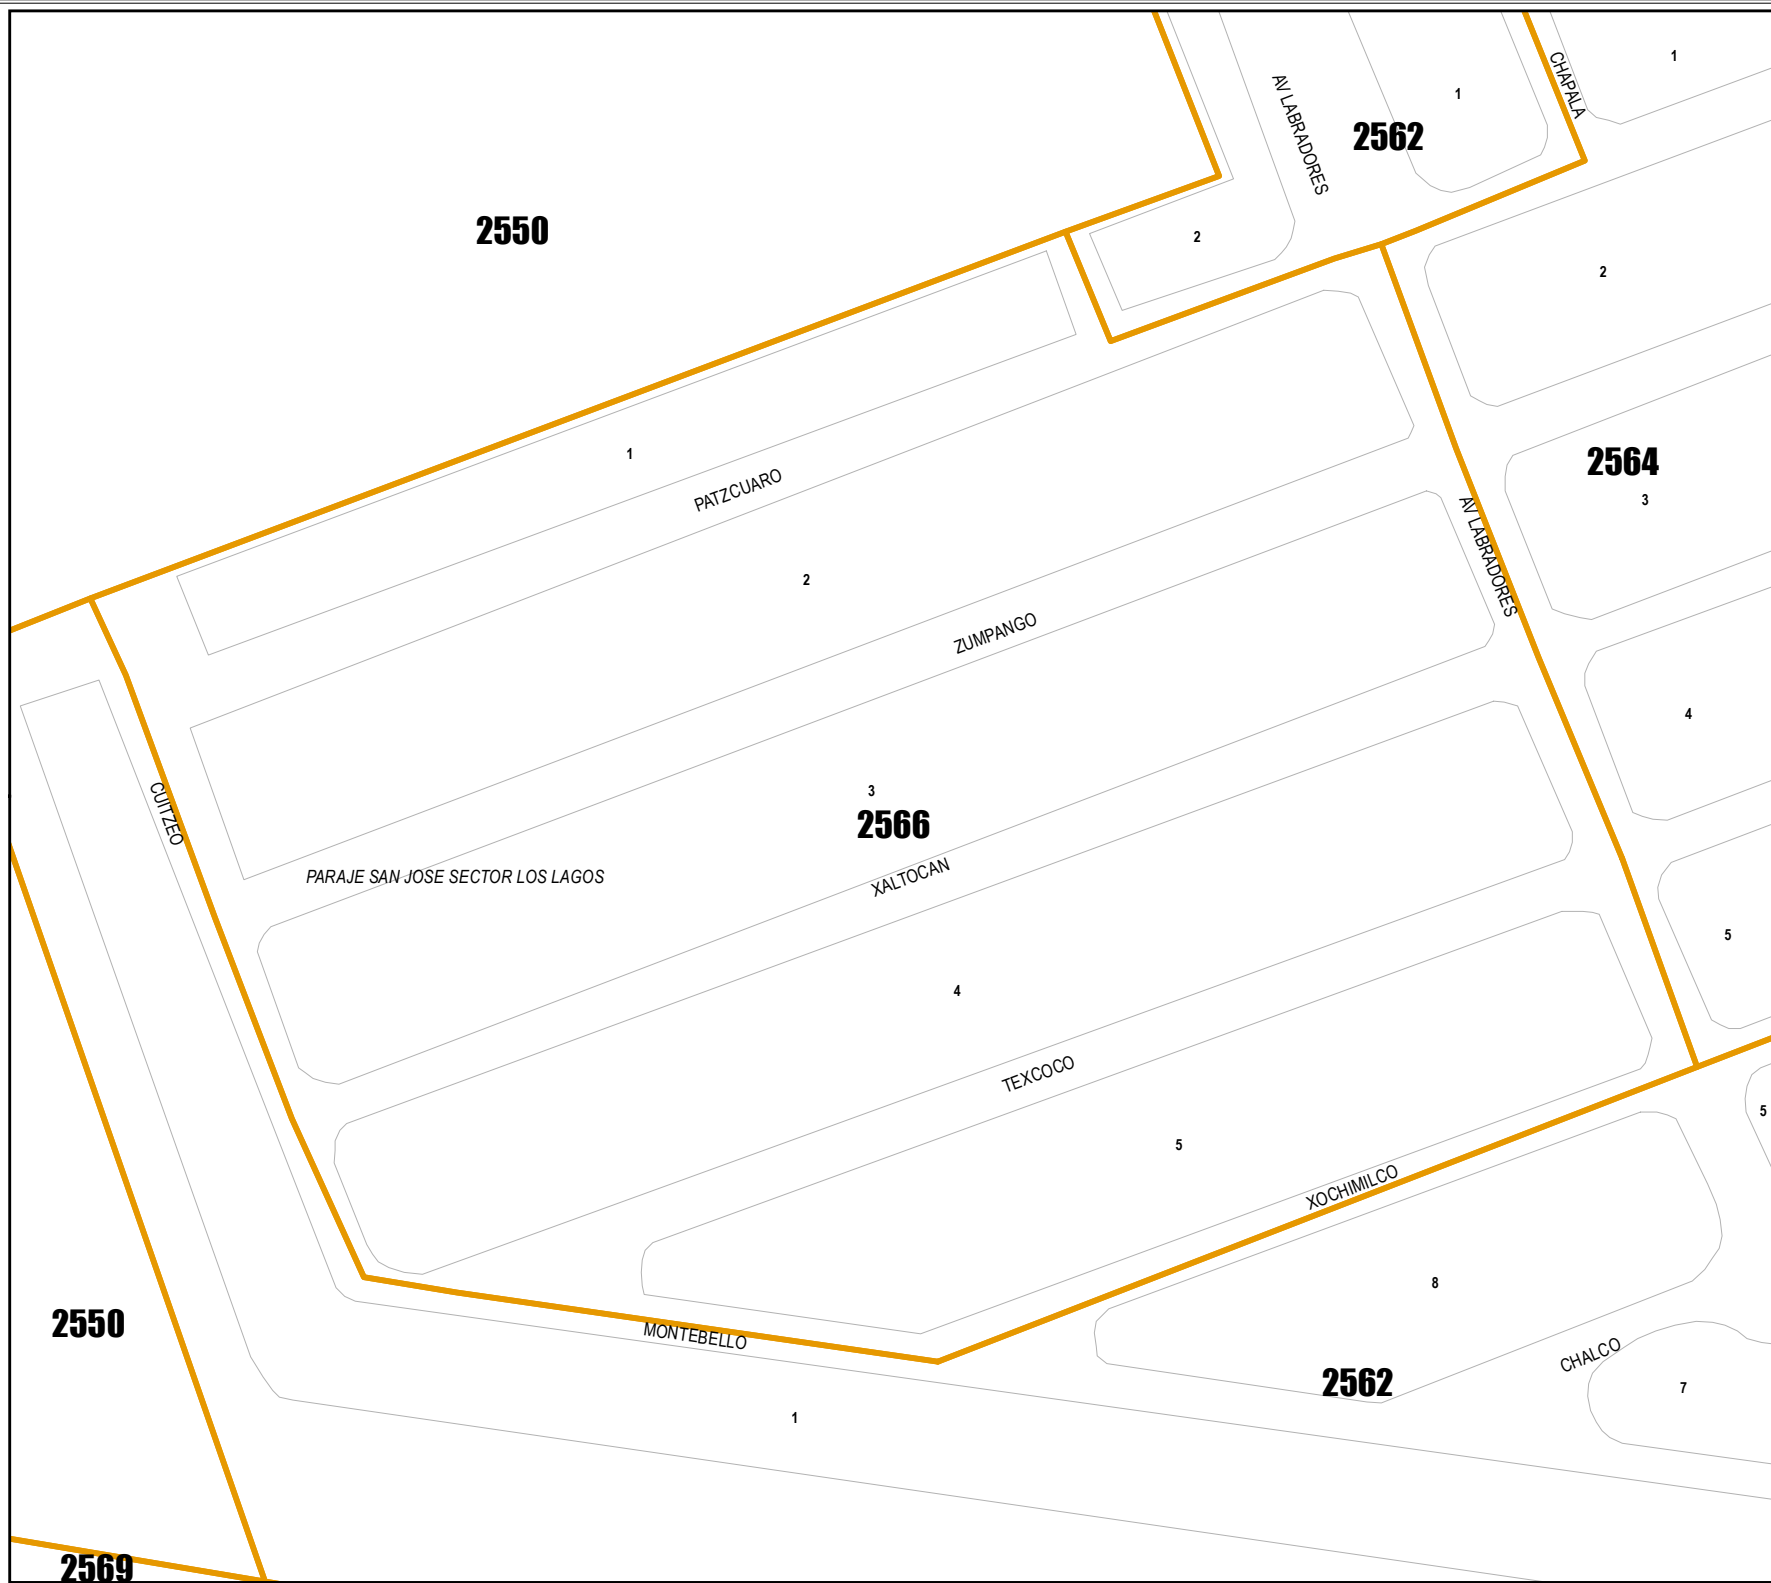 1
CHAPALA
1
AV LABRADORES
2562
2550
2
2
1
2564
PATZCUARO
3
AV LABRADORES
2
ZUMPANGO
4
3
2566
CUITZEO
XALTOCAN
PARAJE SAN JOSE SECTOR LOS LAGOS
5
4
TEXCOCO
5
5
XOCHIMILCO
8
2550
MONTEBELLO
CHALCO
2562
7
1
2569